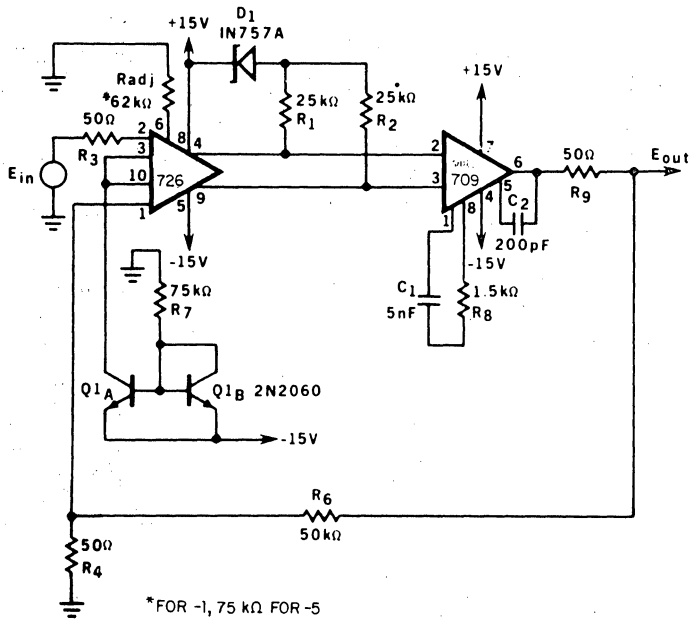 +15V
D1
IN757A
Radj
*62kΩ
50Ω
R3
25kΩ
R1
25kΩ
R2
+15V
Ein
2
3
10
1
6
8
4
726
5
9
-15V
2
3
7
709
6
5
4
8
1
50Ω
R9
Eout
C2
200pF
-15V
C1
5nF
1.5kΩ
R8
75kΩ
R7
Q1A
Q1B 2N2060
-15V
R6
50kΩ
50Ω
R4
*FOR -1, 75 kΩ FOR -5